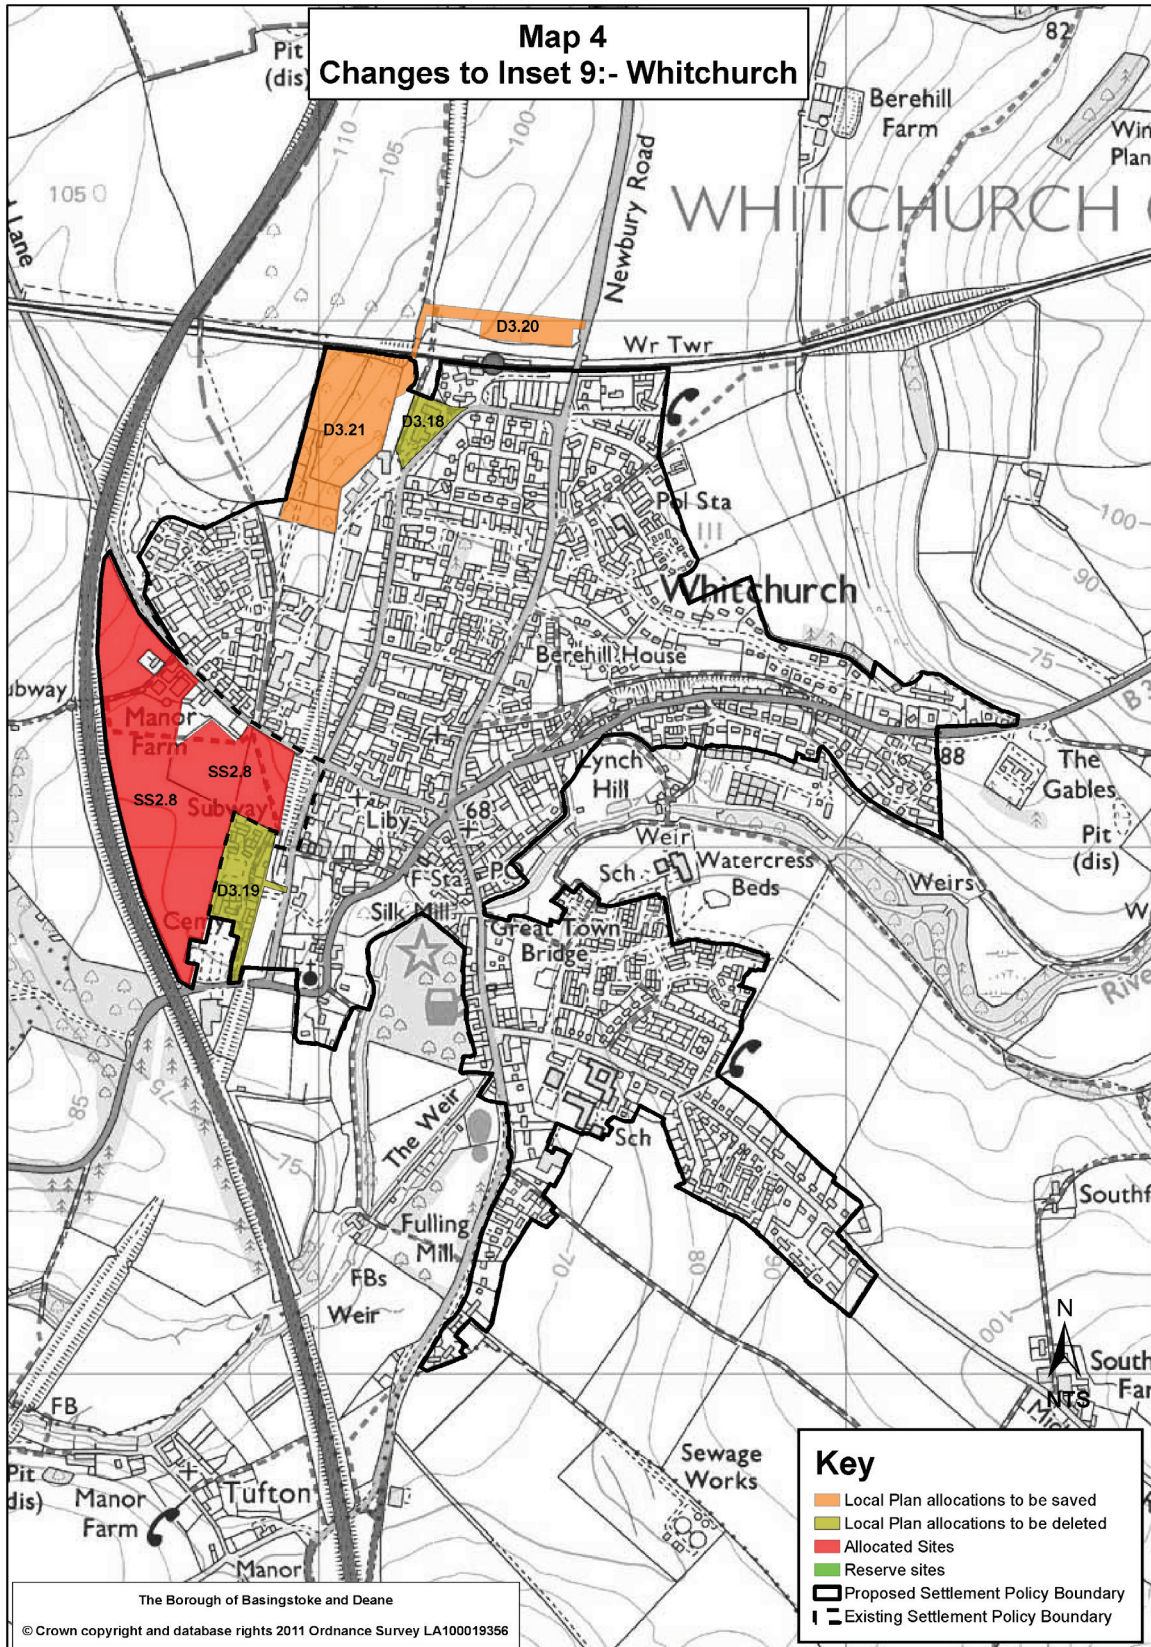 Map 4
Changes to Inset 9:- Whitchurch
Pit
(dis)
82
Berehill
Farm
Plan
110
105
100
105
Lane
Newbury Road
WHITCHURCH
D3.20
Wr Twr
D3.21
D3.18
Pol Sta
100
90
Whitchurch
75
Berehill House
Subway
Manor
Farm
SS2.8
SS2.8
Subway
88
The
Gables
Lynch
Hill
Liby
68
Weir
Pit
(dis)
Sch
Watercress
Beds
Weirs
F Sta
PC
D3.19
Silk Mill
Great Town
Bridge
75
85
75
The Weir
Sch
Southf
Fulling
Mill
FBs
70
80
90
Weir
100
N
South
Far
NTS
FB
Pit
(dis)
Manor
Farm
Tufton
Sewage
Works
Manor
Key
Local Plan allocations to be saved
Local Plan allocations to be deleted
Allocated Sites
Reserve sites
Proposed Settlement Policy Boundary
Existing Settlement Policy Boundary
The Borough of Basingstoke and Deane
© Crown copyright and database rights 2011 Ordnance Survey LA100019356